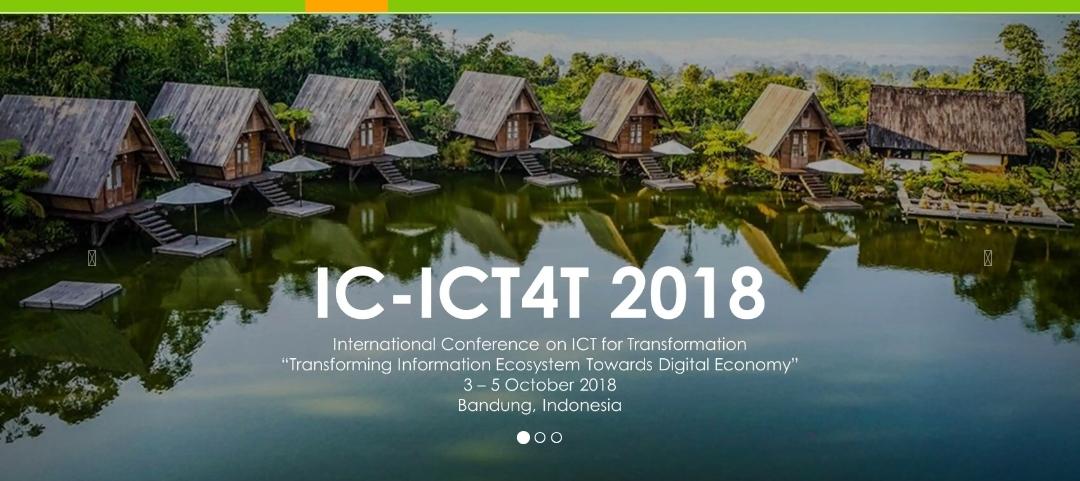 IC-ICT4T 2018
International Conference on ICT for Transformation
“Transforming Information Ecosystem Towards Digital Economy”
3 – 5 October 2018
Bandung, Indonesia